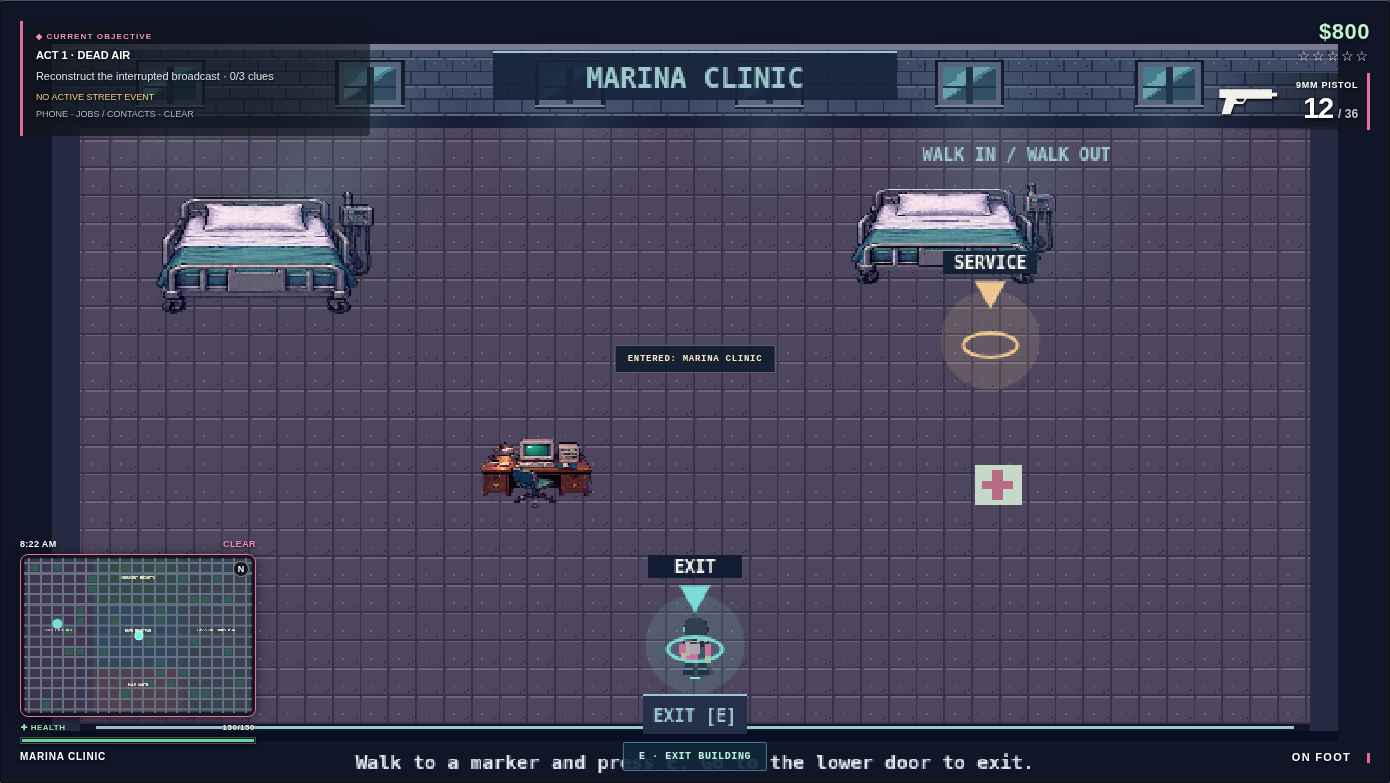 ◆ CURRENT OBJECTIVE
ACT 1 · DEAD AIR
Reconstruct the interrupted broadcast · 0/3 clues
NO ACTIVE STREET EVENT
PHONE · JOBS / CONTACTS · CLEAR
MARINA CLINIC
$800
☆☆☆☆☆
9MM PISTOL
12 / 36
WALK IN / WALK OUT
SERVICE
ENTERED: MARINA CLINIC
EXIT
EXIT [E]
8:22 AM
CLEAR
N
✚ HEALTH
150/150
MARINA CLINIC
E · EXIT BUILDING
Walk to a marker and press E. Go to the lower door to exit.
ON FOOT